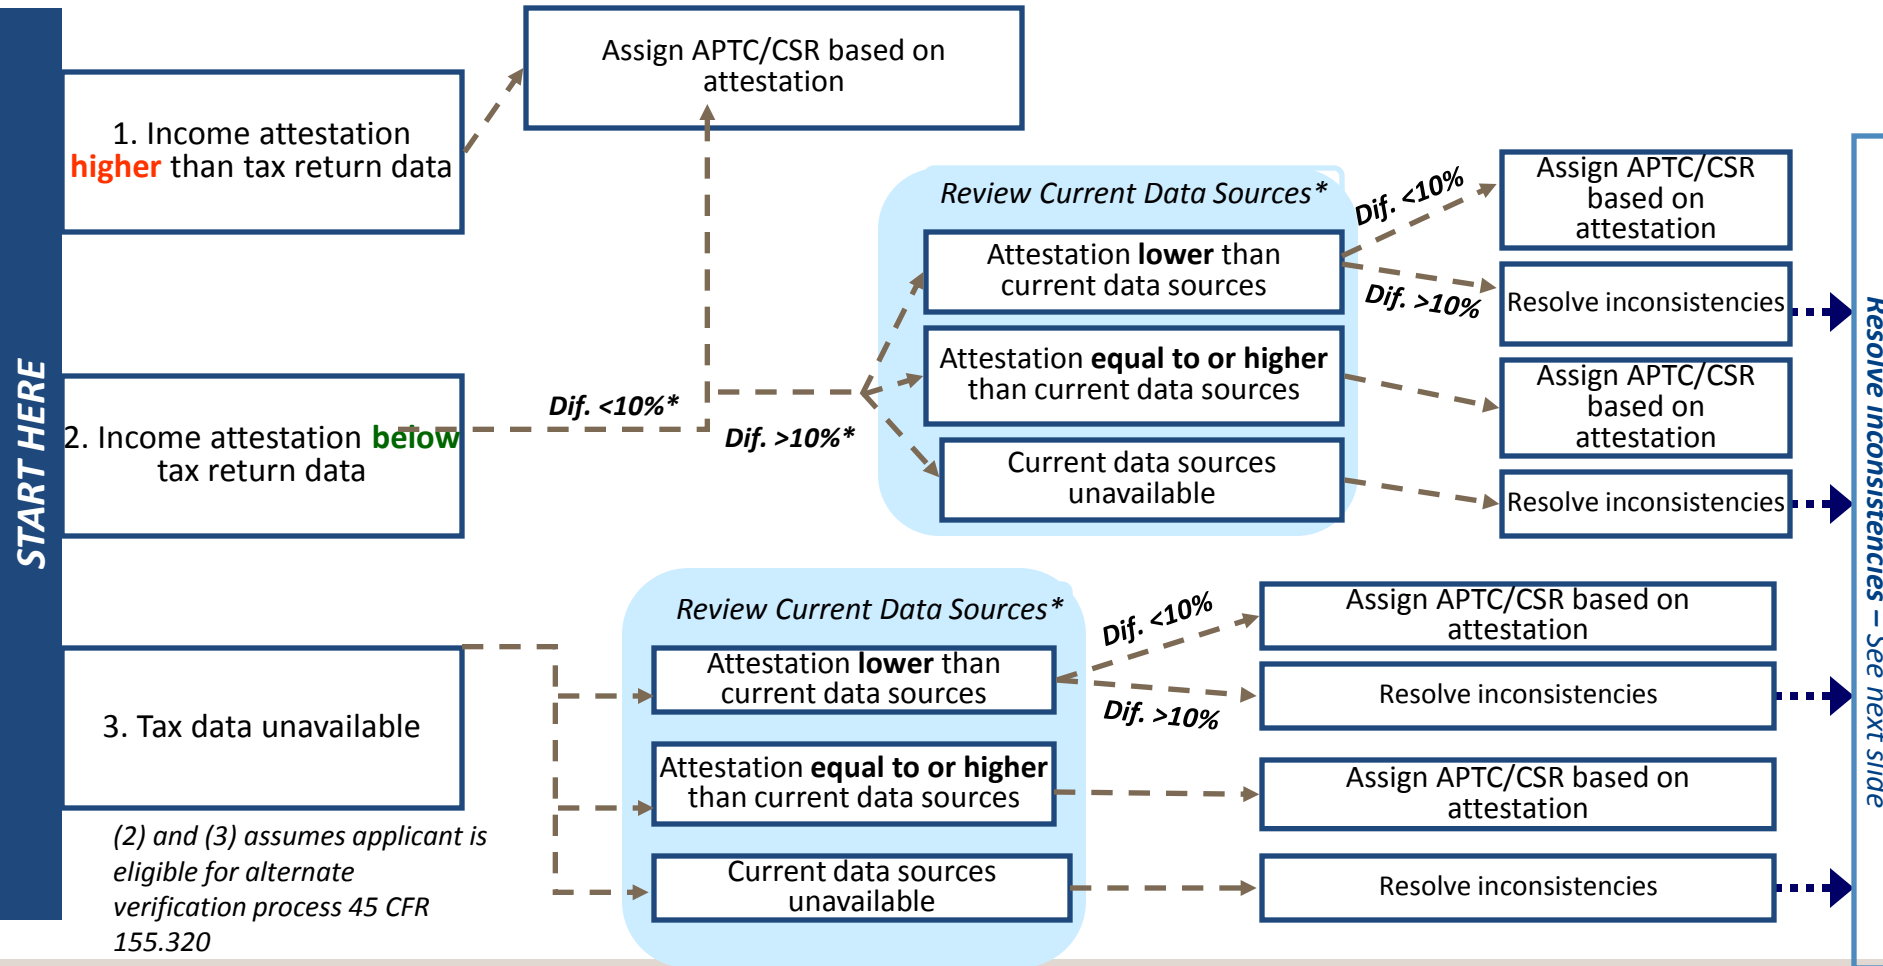 START HERE
1. Income attestation
higher than tax return data
Assign APTC/CSR based on
attestation
2. Income attestation below
tax return data
Dif. <10%*
Dif. >10%*
Review Current Data Sources*
Attestation lower than
current data sources
Attestation equal to or higher
than current data sources
Current data sources
unavailable
Dif. <10%
Dif. >10%
Assign APTC/CSR
based on
attestation
Resolve inconsistencies
Assign APTC/CSR
based on
attestation
Resolve inconsistencies
3. Tax data unavailable
(2) and (3) assumes applicant is
eligible for alternate
verification process 45 CFR
155.320
Review Current Data Sources*
Attestation lower than
current data sources
Attestation equal to or higher
than current data sources
Current data sources
unavailable
Dif. <10%
Dif. >10%
Assign APTC/CSR based on
attestation
Resolve inconsistencies
Assign APTC/CSR based on
attestation
Resolve inconsistencies
Resolve inconsistencies – See next slide